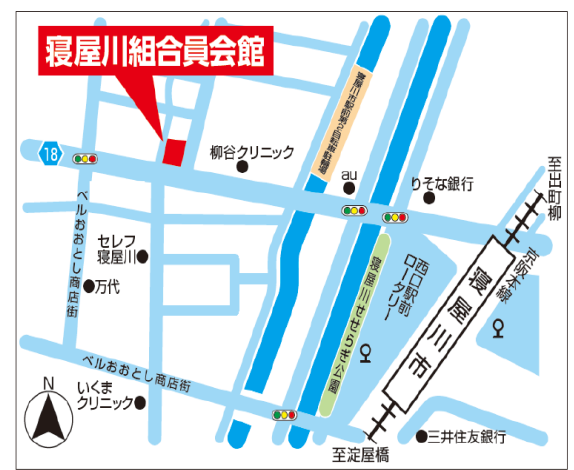 寝屋川組合員会館
18
柳谷クリニック
寝屋川市駅前第2自転車駐輪場
au
りそな銀行
至出町柳
京阪本線
ベルおおとし商店街
セレフ
寝屋川
万代
寝屋川せせらぎ公園
西口駅前
ロータリー
寝屋川市
ベルおおとし商店街
いくま
クリニック
三井住友銀行
至淀屋橋
N